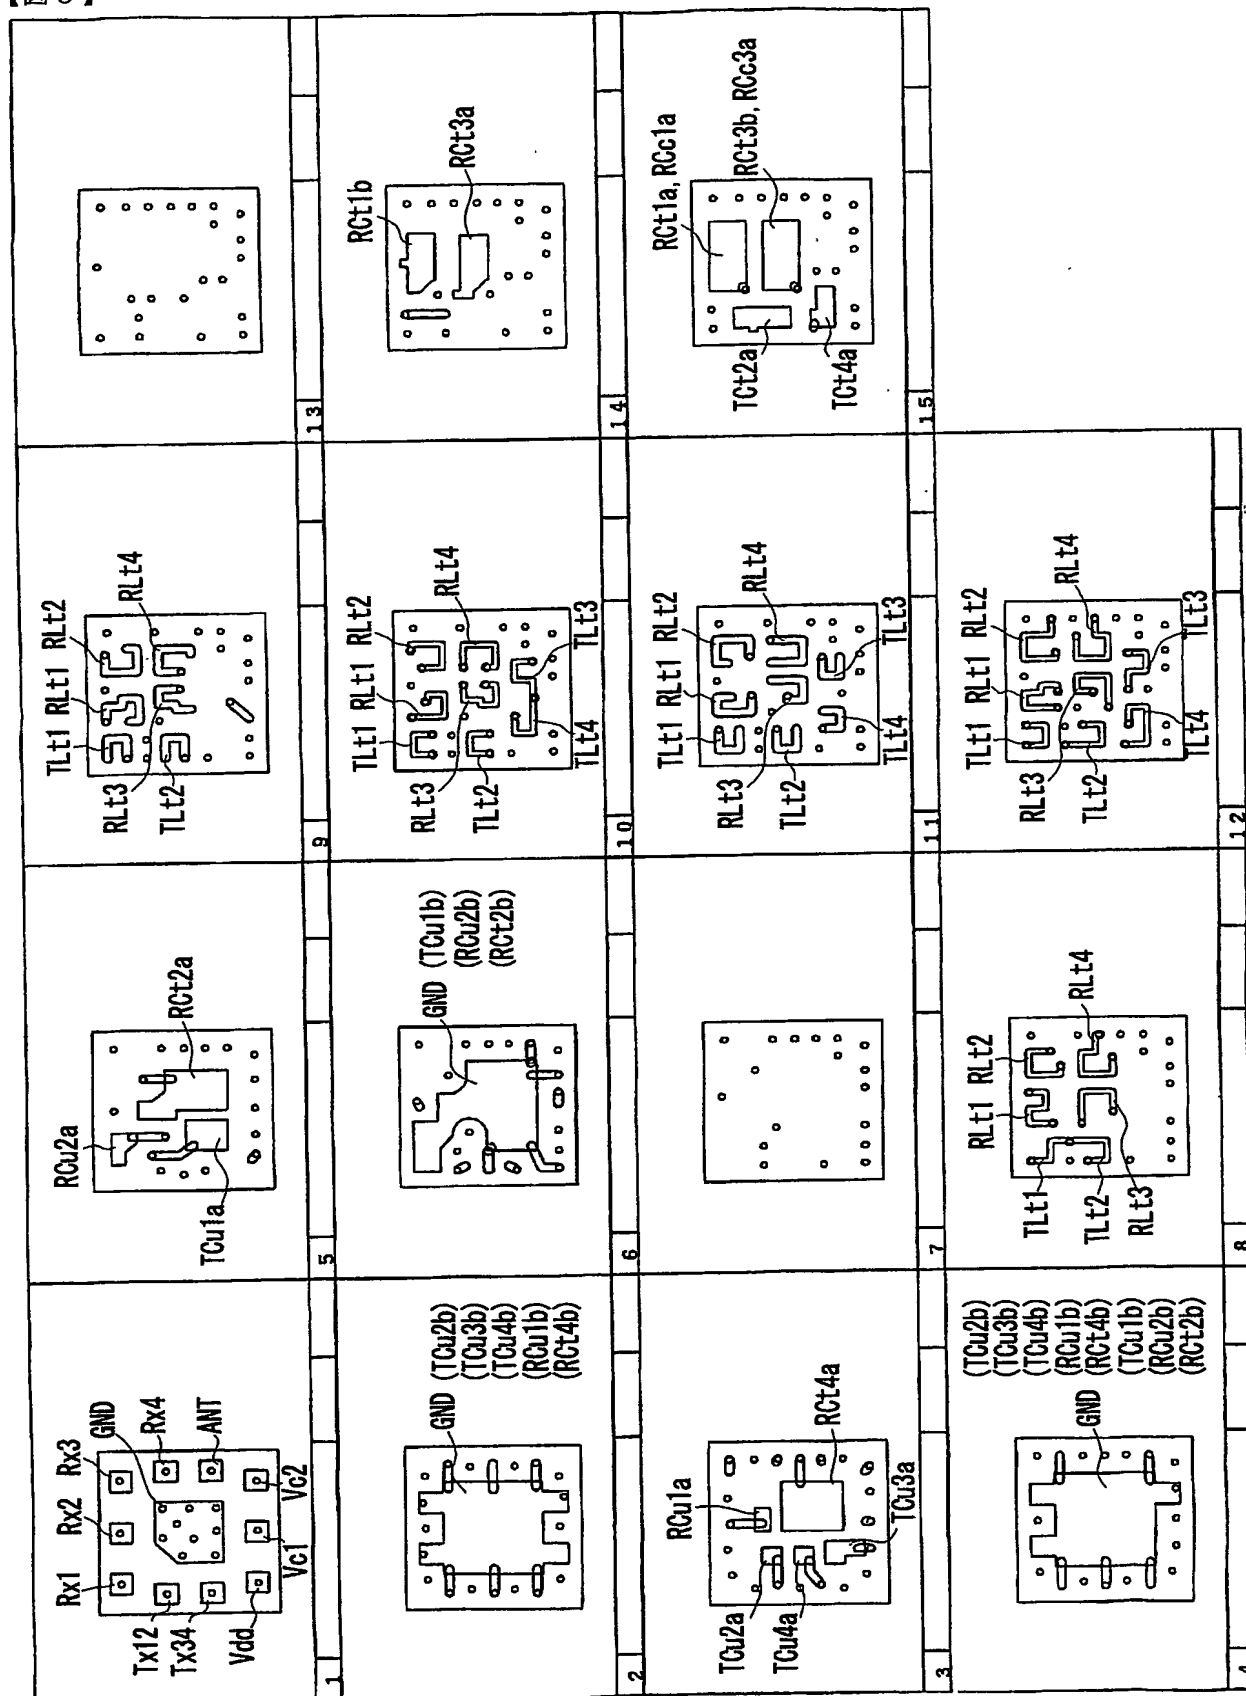 Rx1 Rx2 Rx3
GND
Rx4
ANT
Tx12
Tx34
Vdd
Vc1
Vc2
1
GND
(TCu2b)
(TCu3b)
(TCu4b)
(RCu1b)
(RCt4b)
2
RCu1a
RCt4a
TCu2a
TCu4a
TCu3a
3
(TCu2b)
(TCu3b)
(TCu4b)
(RCu1b)
(RCt4b)
(TCu1b)
(RCu2b)
(RCt2b)
GND
4
RCu2a
RCt2a
TCu1a
5
GND
(TCu1b)
(RCu2b)
(RCt2b)
6
7
RLt1 RLt2
RLt4
TLt1
TLt2
RLt3
8
TLt1 RLt1 RLt2
RLt4
RLt3
TLt2
9
TLt1 RLt1 RLt2
RLt4
RLt3
TLt2
TLt4
TLt3
10
TLt1 RLt1 RLt2
RLt4
RLt3
TLt2
TLt4
TLt3
11
TLt1 RLt1 RLt2
RLt4
RLt3
TLt2
TLt4
TLt3
12
13
RCt1b
RCt3a
14
RCt1a, RCc1a
RCt3b, RCc3a
TCt2a
TCt4a
15